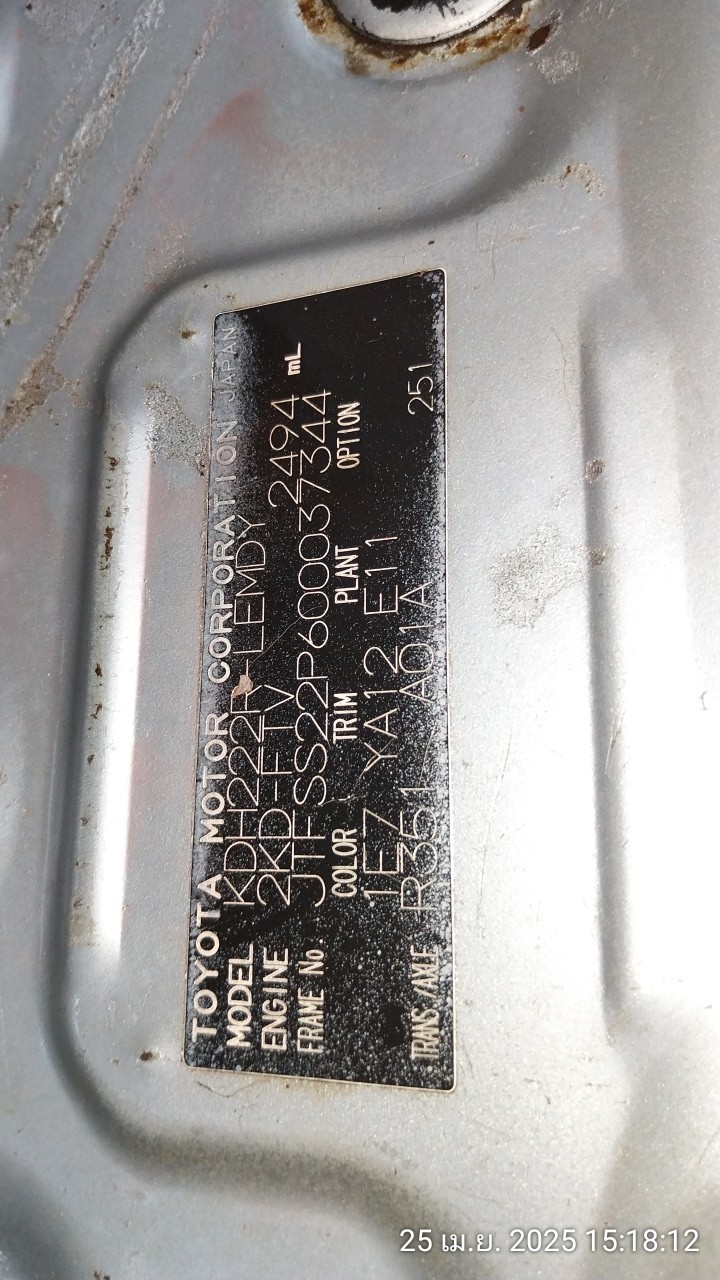 TOYOTA MOTOR CORPORATION JAPAN
MODEL KDH222R-LEMDY
ENGINE 2KD-FTV 2494 mL
FRAME No JTFSS22P600037344
COLOR TRIM PLANT OPTION
1E7 YA12 E11
TRANS./AXLE R351 - A01A 251
25 เม.ย. 2025 15:18:12